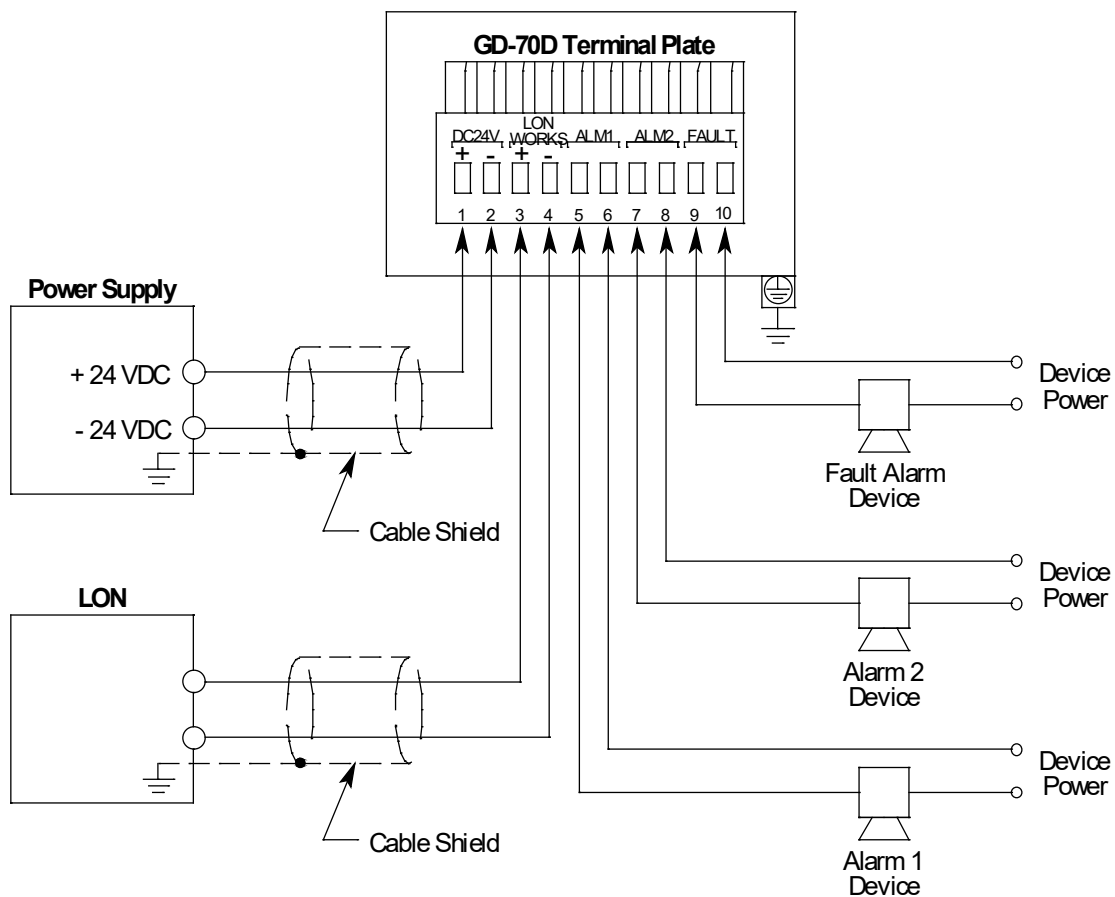 GD-70D Terminal Plate
DC24V
LON
WORKS
ALM1
ALM2
FAULT
+ - + -
1 2 3 4 5 6 7 8 9 10
Power Supply
+ 24 VDC
- 24 VDC
Cable Shield
LON
Cable Shield
Device
Power
Fault Alarm
Device
Device
Power
Alarm 2
Device
Device
Power
Alarm 1
Device